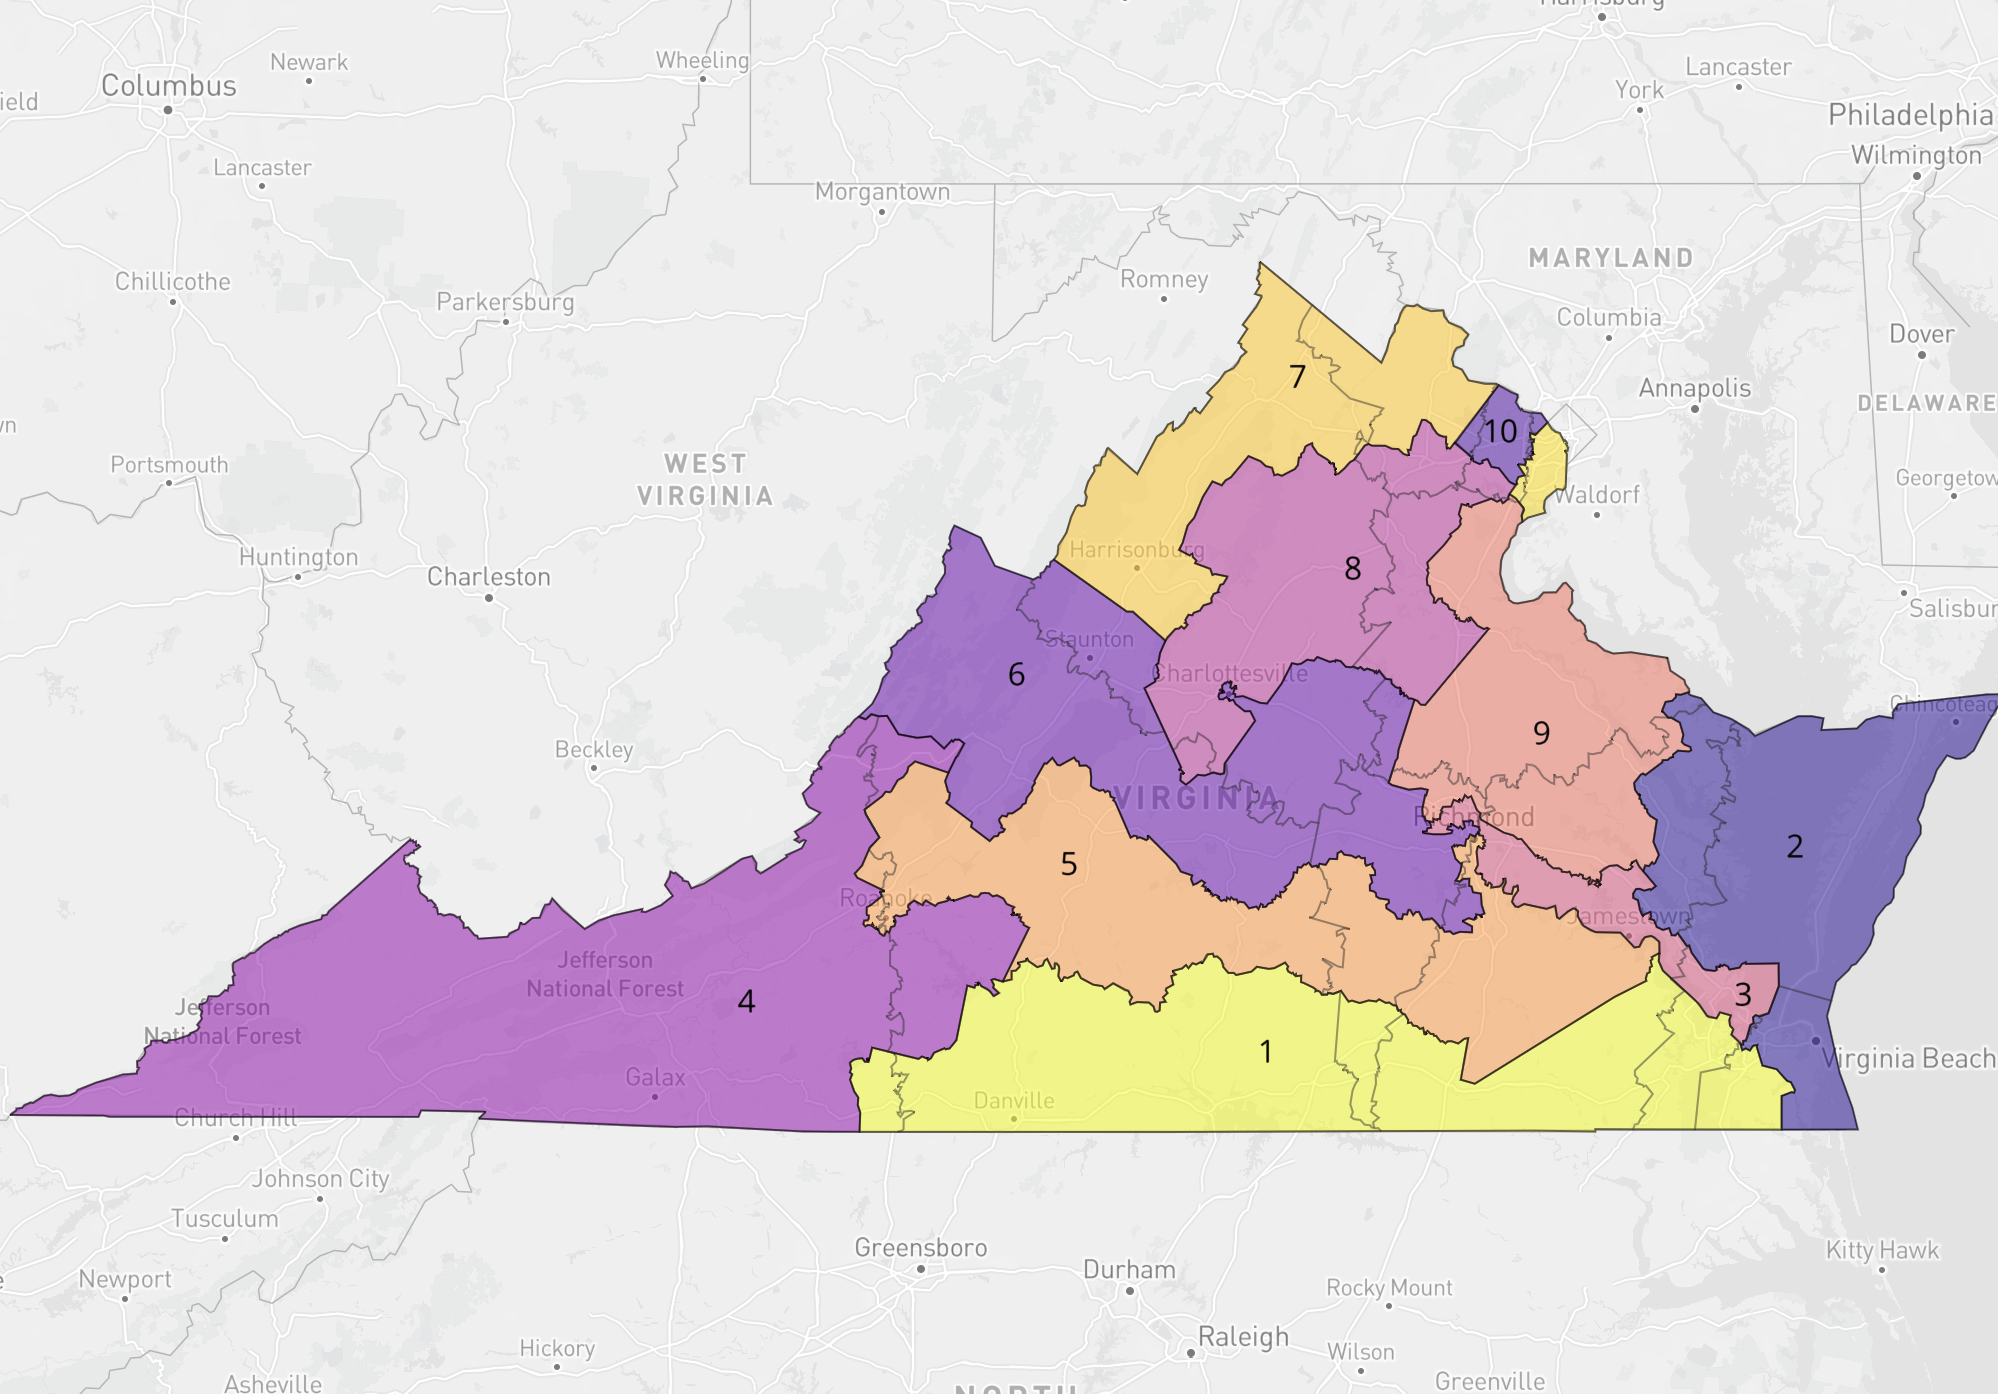 Harrisburg
Newark
Wheeling
Columbus
Lancaster
York
Philadelphia
ield
Lancaster
Wilmington
Morgantown
MARYLAND
Romney
Chillicothe
Parkersburg
Columbia
Dover
7
Annapolis
DELAWARE
wn
10
Portsmouth
WEST
VIRGINIA
Georgetow
Waldorf
Huntington
Harrisonburg
Charleston
8
Salisbur
Staunton
6
Charlottesville
Chincoteag
9
Beckley
VIRGINIA
Richmond
2
5
Roanoke
Jamestown
Jefferson
National Forest
4
3
Jefferson
National Forest
1
Virginia Beach
Galax
Danville
Church Hill
Johnson City
Tusculum
Greensboro
Kitty Hawk
Durham
e
Newport
Rocky Mount
Raleigh
Hickory
Wilson
Asheville
Greenville
NORTH